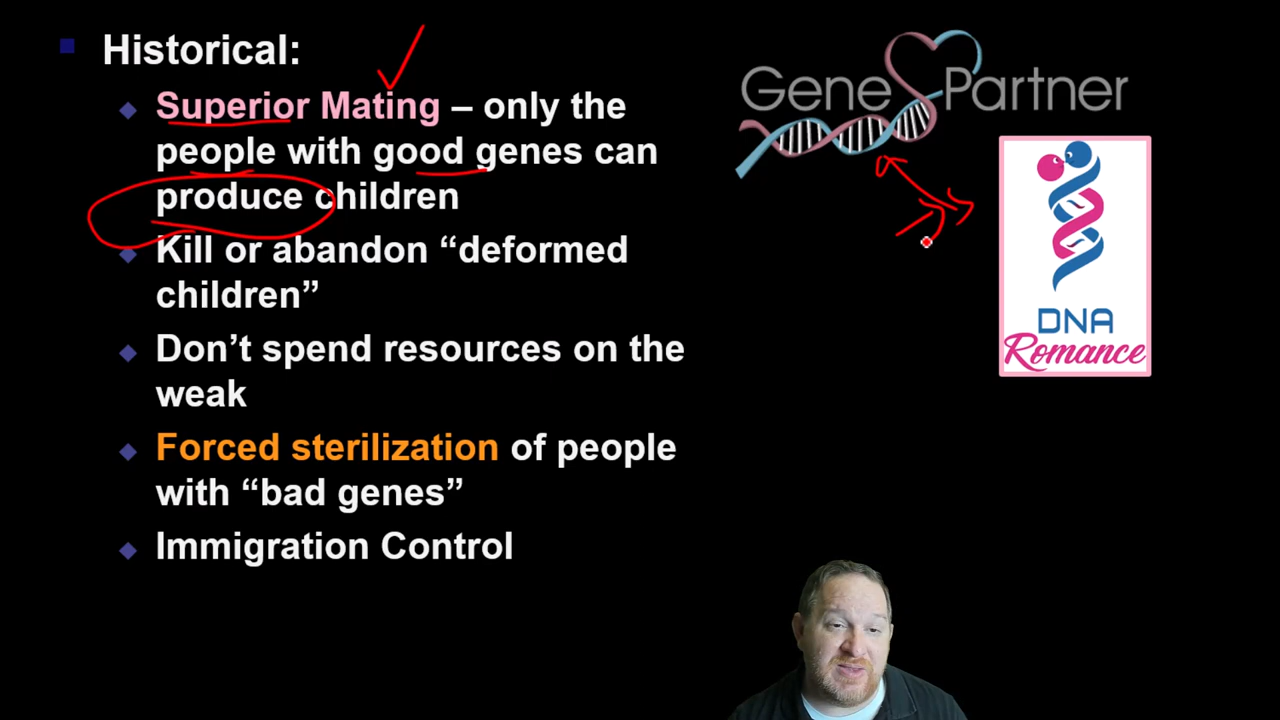 Historical:
Superior Mating – only the
people with good genes can
produce children
Kill or abandon “deformed
children”
Don’t spend resources on the
weak
Forced sterilization of people
with “bad genes”
Immigration Control
Gene Partner
DNA
Romance